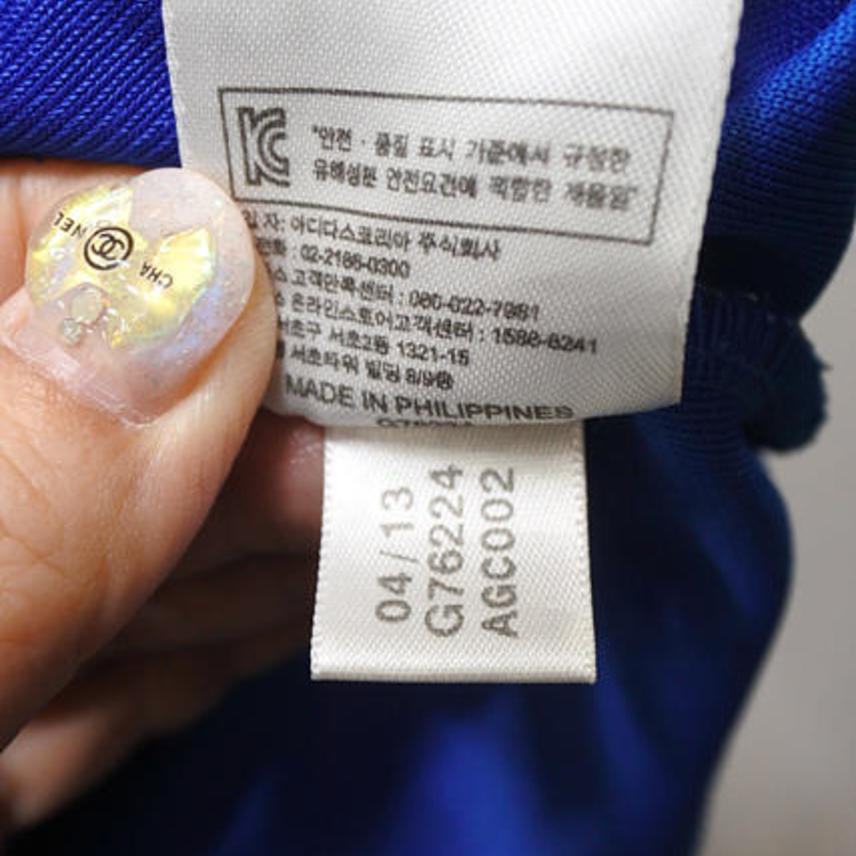 KC
"안전 · 품질 표시 기준에서 규정한
유해성분 안전요건에 적합한 제품임"
일 자: 아디다스코리아 주식회사
전화 : 02-2186-0300
고객만족센터 : 080-022-7981
온라인스토어고객센터 : 1588-8241
서초구 서초2동 1321-15
서초타워 빌딩 8/9층
MADE IN PHILIPPINES
04/13
G76224
AGC002
CHANEL